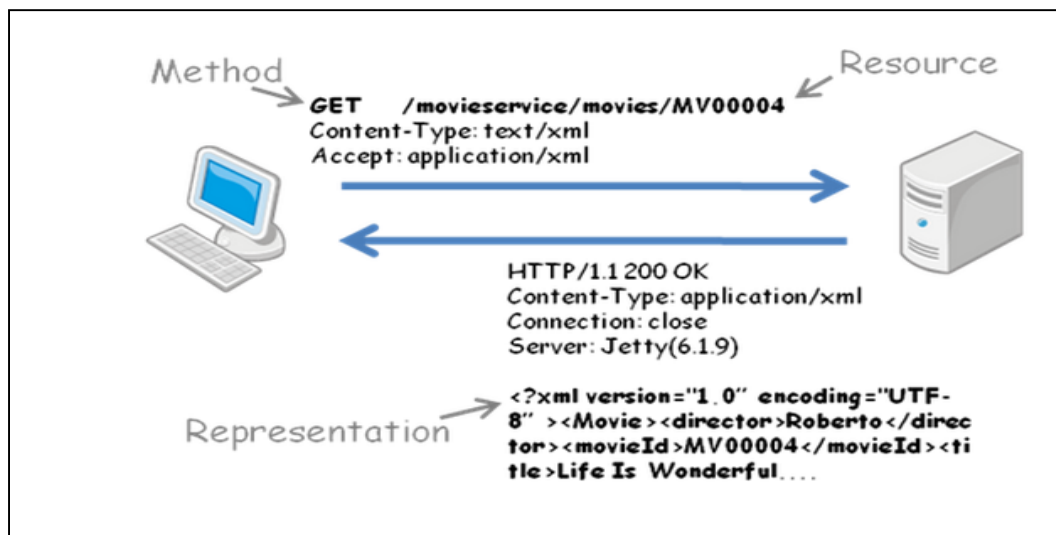 Method
Resource
GET /movieservice/movies/MV00004
Content-Type: text/xml
Accept: application/xml
HTTP/1.1 200 OK
Content-Type: application/xml
Connection: close
Server: Jetty(6.1.9)
Representation
<?xml version="1.0" encoding="UTF-
8" ><Movie><director>Roberto</direc
tor><movieId>MV00004</movieId><ti
tle>Life Is Wonderful....